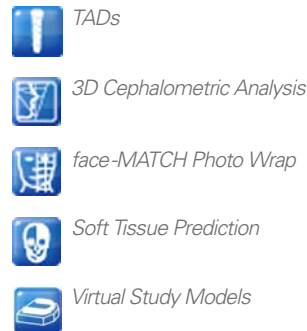 TADs
3D Cephalometric Analysis
face-MATCH Photo Wrap
Soft Tissue Prediction
Virtual Study Models